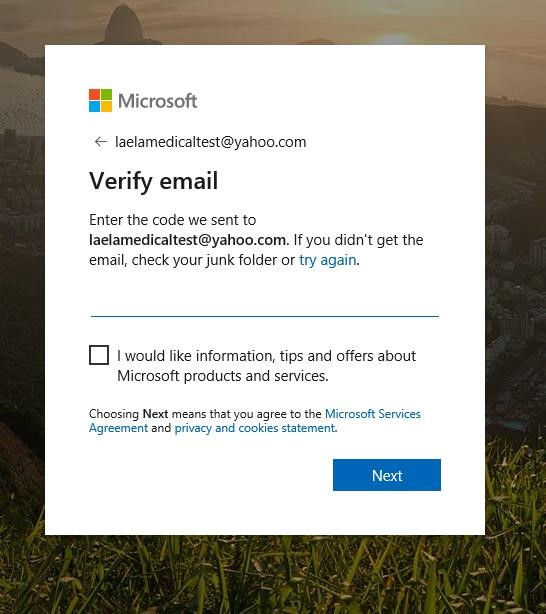 Microsoft
← laelamedicaltest@yahoo.com
Verify email
Enter the code we sent to
laelamedicaltest@yahoo.com. If you didn't get the
email, check your junk folder or try again.
I would like information, tips and offers about
Microsoft products and services.
Choosing Next means that you agree to the Microsoft Services
Agreement and privacy and cookies statement.
Next